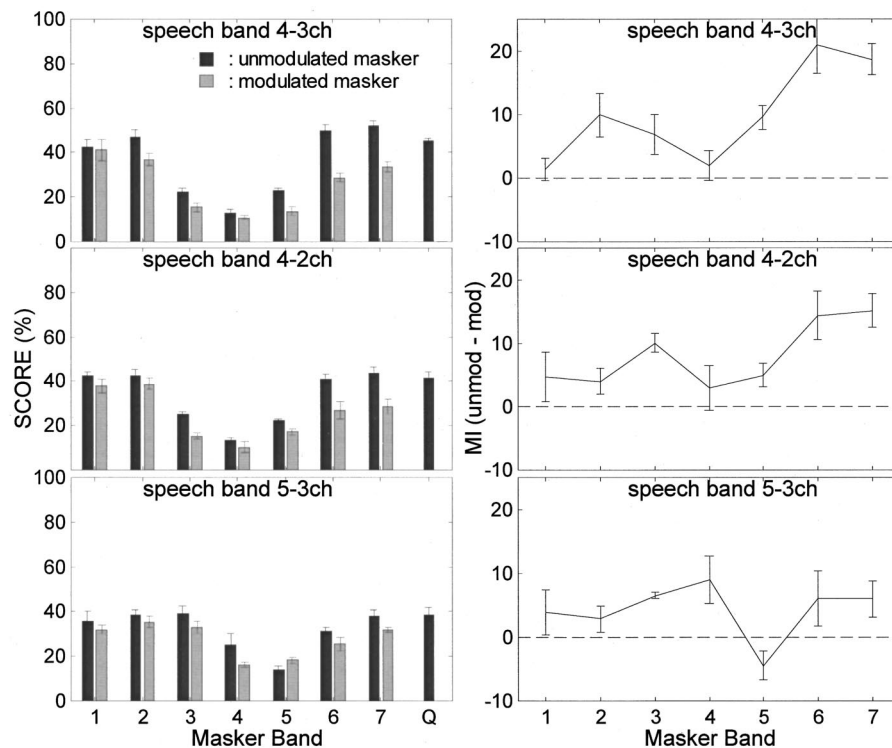 speech band 4-3ch
: unmodulated masker
: modulated masker
100
80
60
40
20
0
speech band 4-2ch
80
60
40
20
speech band 5-3ch
100
80
60
40
20
0
SCORE (%)
1 2 3 4 5 6 7 Q
Masker Band
speech band 4-3ch
20
10
0
-10
speech band 4-2ch
20
10
0
-10
speech band 5-3ch
20
10
0
-10
MI (unmod - mod)
1 2 3 4 5 6 7
Masker Band